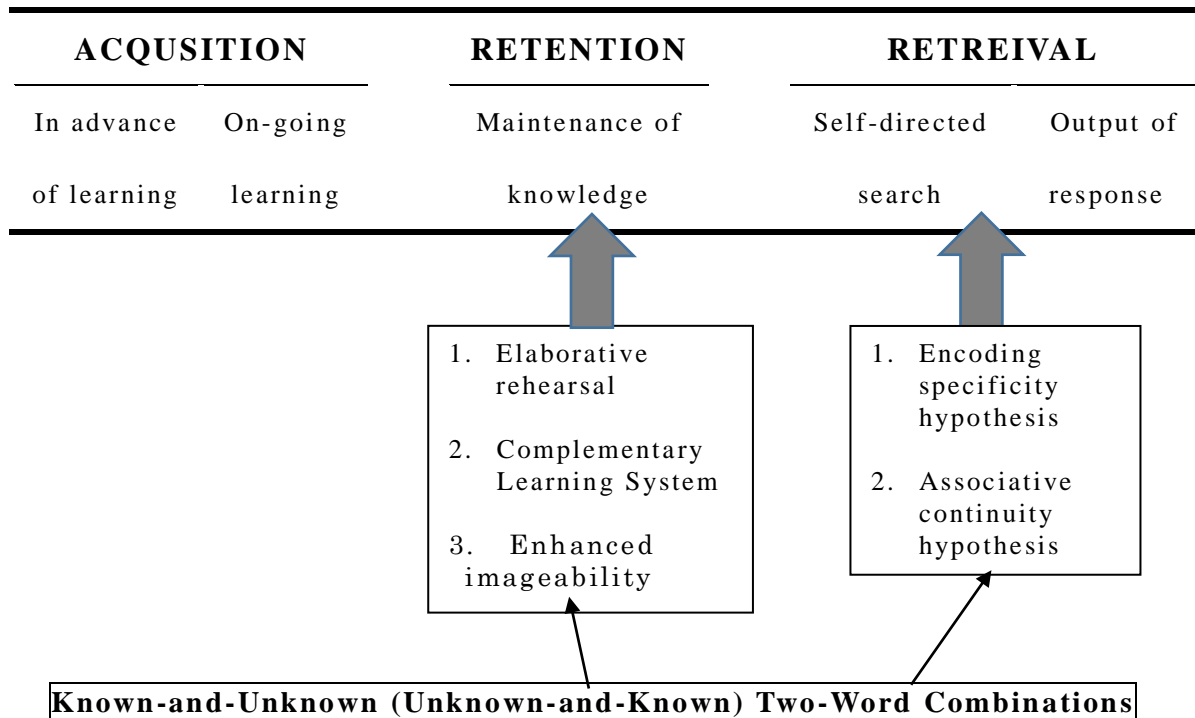 ACQUSITION RETENTION RETREIVAL
In advance On-going Maintenance of Self-directed Output of
of learning learning knowledge search response
1. Elaborative
rehearsal
2. Complementary
Learning System
3. Enhanced
imageability
1. Encoding
specificity
hypothesis
2. Associative
continuity
hypothesis
Known-and-Unknown (Unknown-and-Known) Two-Word Combinations